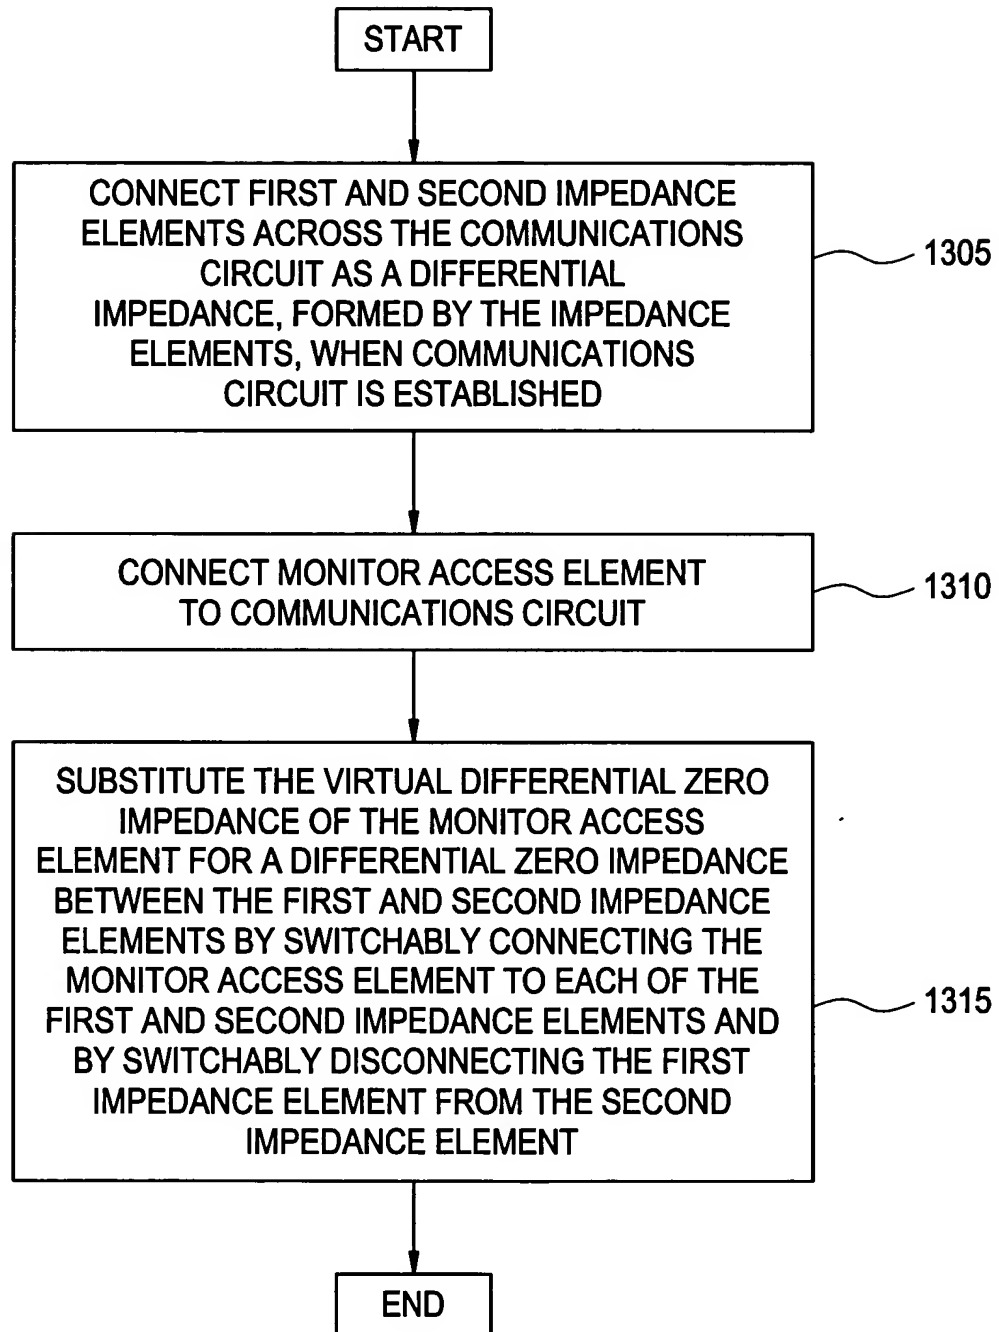 START
CONNECT FIRST AND SECOND IMPEDANCE
ELEMENTS ACROSS THE COMMUNICATIONS
CIRCUIT AS A DIFFERENTIAL
IMPEDANCE, FORMED BY THE IMPEDANCE
ELEMENTS, WHEN COMMUNICATIONS
CIRCUIT IS ESTABLISHED
1305
CONNECT MONITOR ACCESS ELEMENT
TO COMMUNICATIONS CIRCUIT
1310
SUBSTITUTE THE VIRTUAL DIFFERENTIAL ZERO
IMPEDANCE OF THE MONITOR ACCESS
ELEMENT FOR A DIFFERENTIAL ZERO IMPEDANCE
BETWEEN THE FIRST AND SECOND IMPEDANCE
ELEMENTS BY SWITCHABLY CONNECTING THE
MONITOR ACCESS ELEMENT TO EACH OF THE
FIRST AND SECOND IMPEDANCE ELEMENTS AND
BY SWITCHABLY DISCONNECTING THE FIRST
IMPEDANCE ELEMENT FROM THE SECOND
IMPEDANCE ELEMENT
1315
END